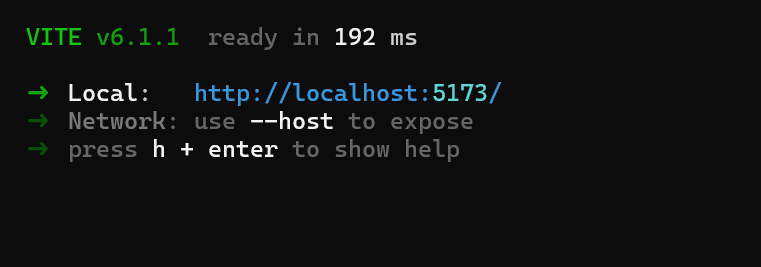 VITE v6.1.1  ready in 192 ms
➜ Local:   http://localhost:5173/
➜ Network: use --host to expose
➜ press h + enter to show help